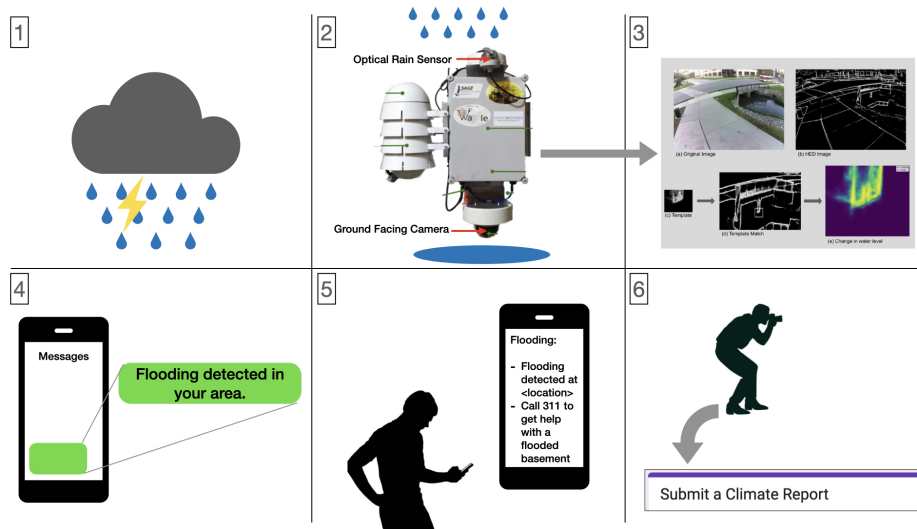 1
2
Optical Rain Sensor
SAGE
Waggle
Ground Facing Camera
3
(a) Original Image
(b) HED Image
(c) Template
(d) Template Match
(e) Change in water level
4
Messages
Flooding detected in
your area.
5
Flooding:
- Flooding
detected at
<location>
- Call 311 to
get help
with a
flooded
basement
6
Submit a Climate Report